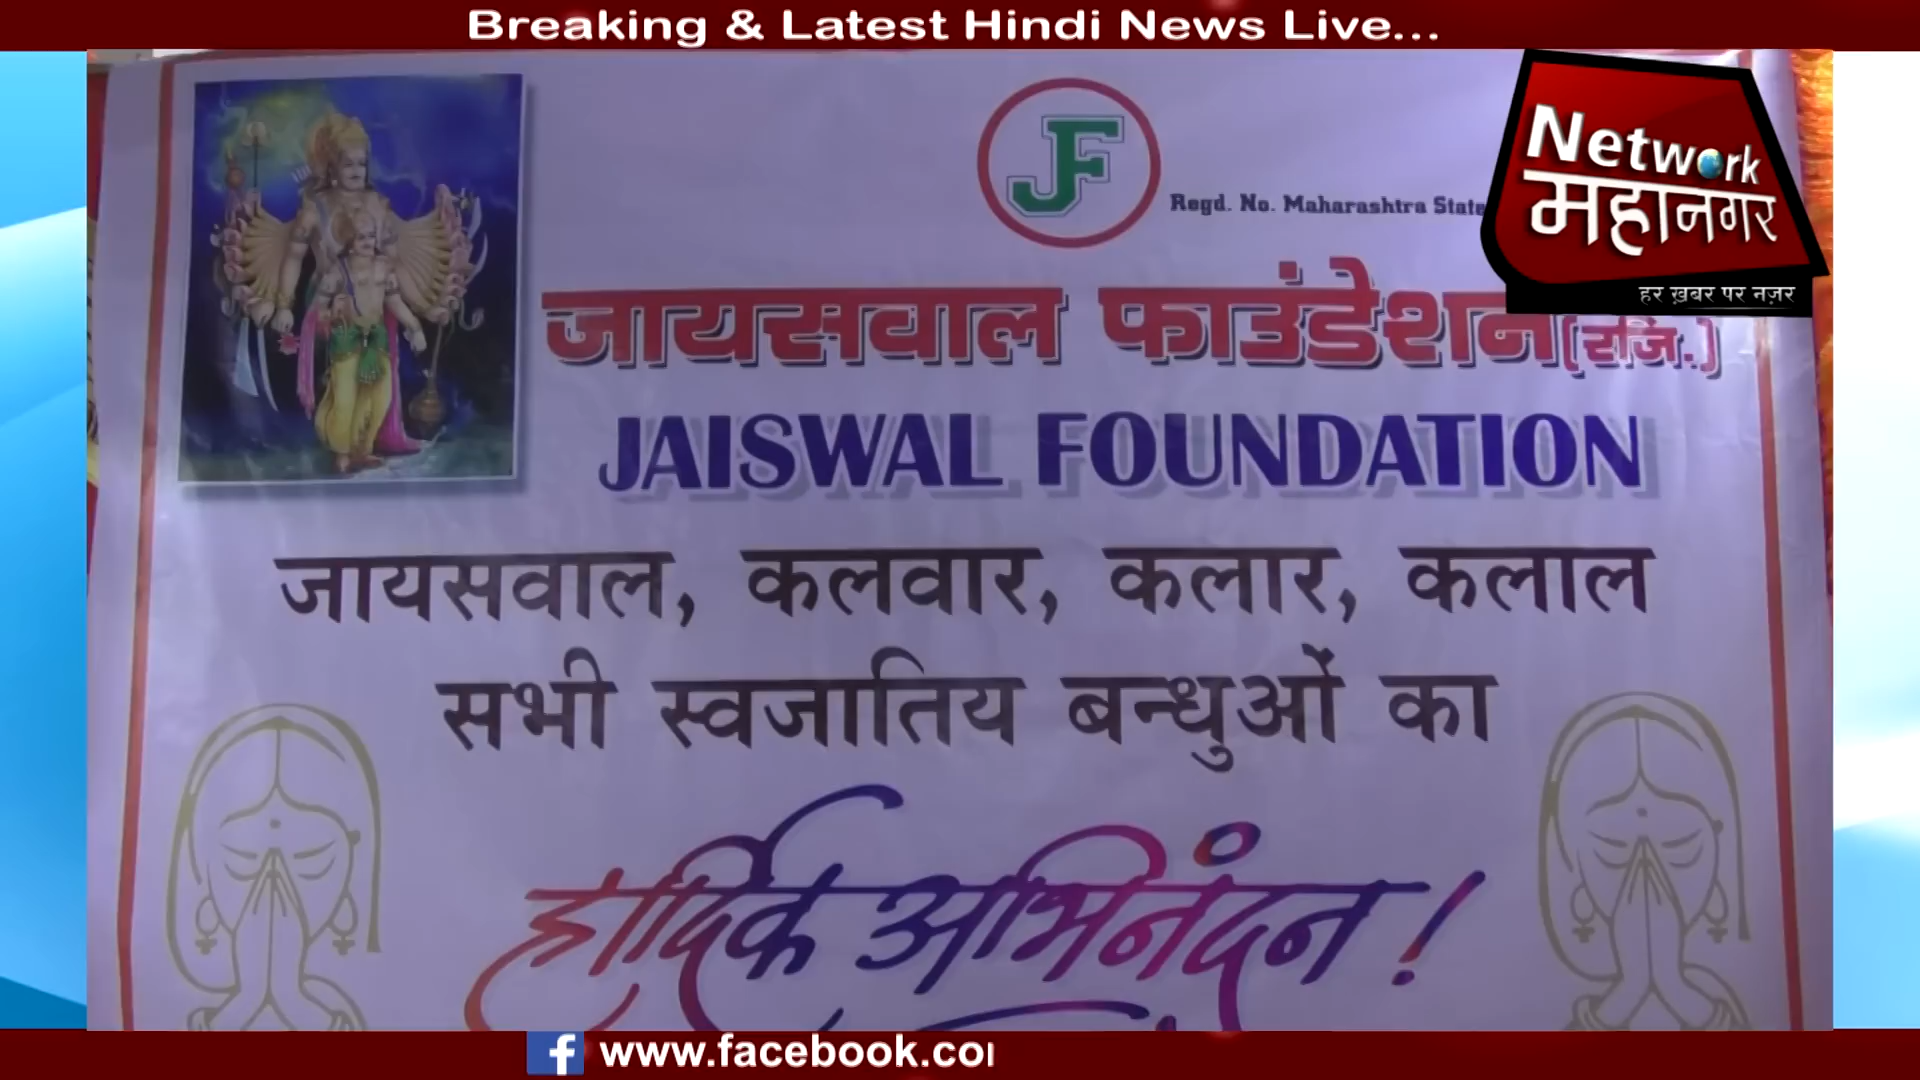 Breaking & Latest Hindi News Live...
Network
महानगर
हर ख़बर पर नज़र
JF
Regd. No. Maharashtra State
जायसवाल फाउंडेशन (रजि.)
JAISWAL FOUNDATION
जायसवाल, कलवार, कलार, कलाल
सभी स्वजातिय बन्धुओं का
हार्दिक अभिनंदन !
f www.facebook.com